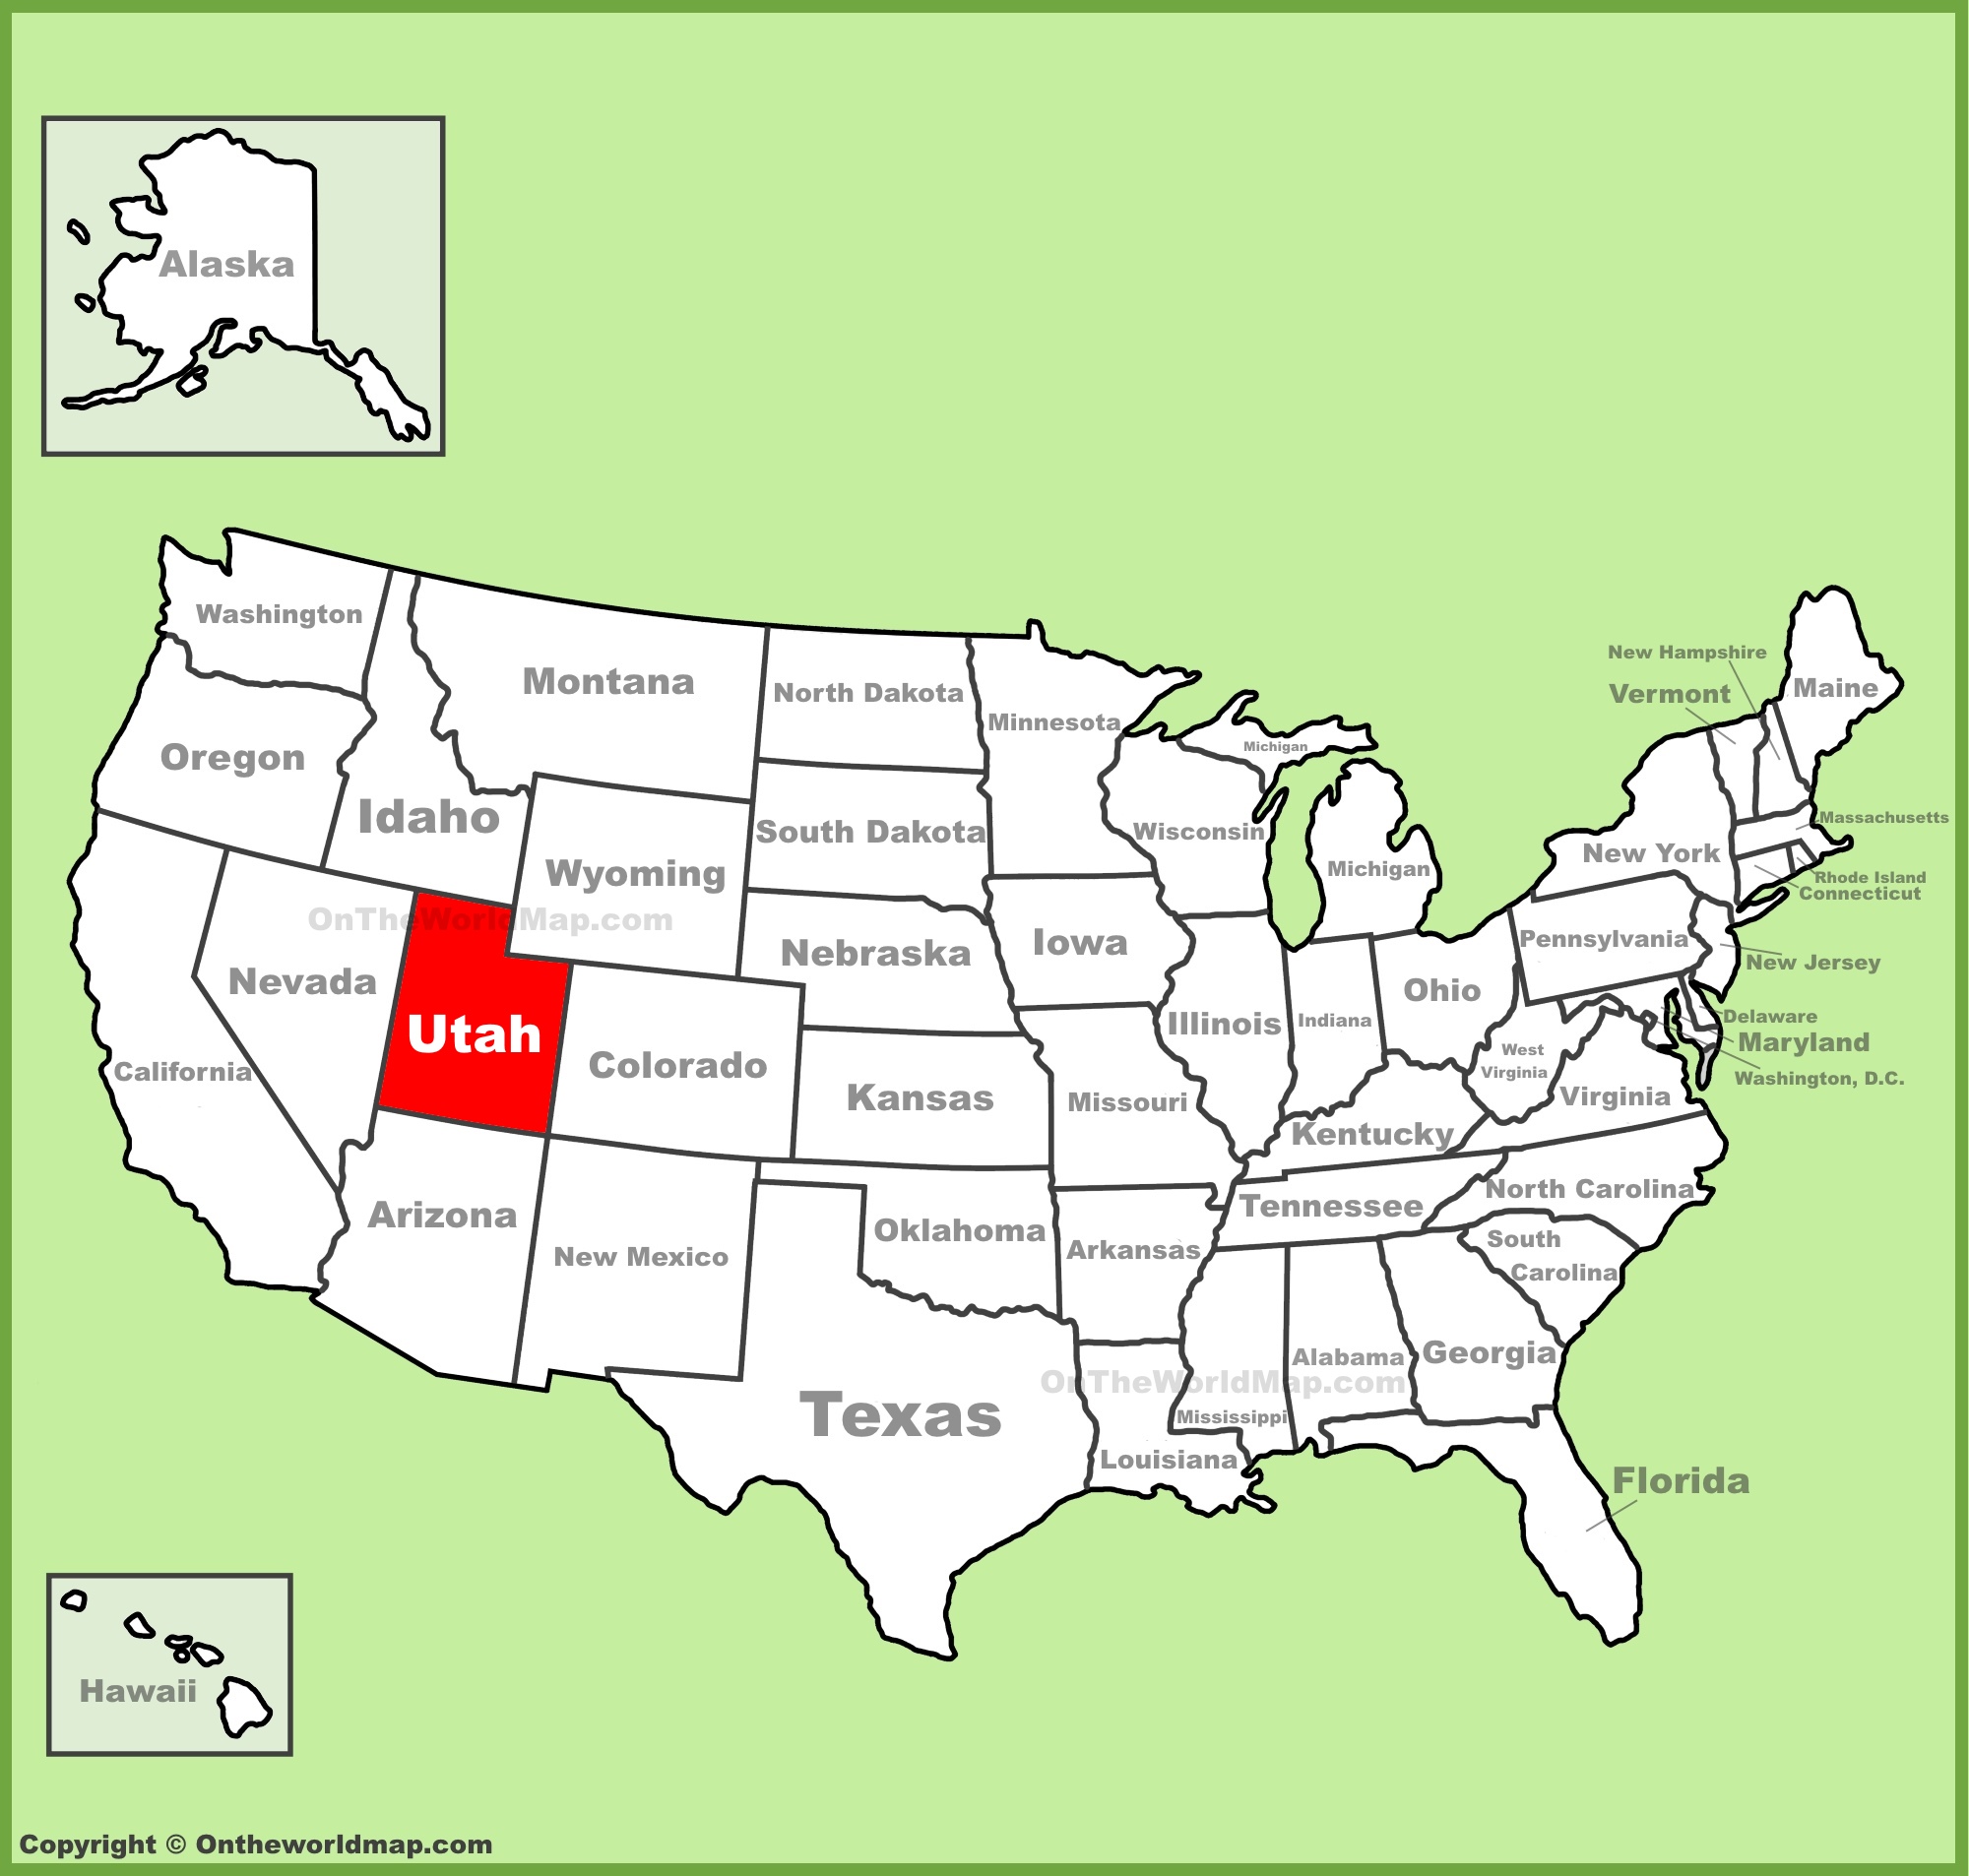 Alaska
Washington
Montana
North Dakota
Minnesota
New Hampshire
Vermont
Maine
Oregon
Idaho
Wyoming
South Dakota
Wisconsin
Michigan
Michigan
New York
Massachusetts
Rhode Island
Connecticut
OnTheWorldMap.com
Nevada
Utah
Nebraska
Iowa
Pennsylvania
New Jersey
California
Colorado
Kansas
Missouri
Illinois
Indiana
Ohio
West
Virginia
Virginia
Delaware
Maryland
Washington, D.C.
Kentucky
Arizona
New Mexico
Oklahoma
Arkansas
Tennessee
North Carolina
South
Carolina
Texas
OnTheWorldMap.com
Louisiana
Mississippi
Alabama
Georgia
Florida
Hawaii
Copyright © Ontheworldmap.com